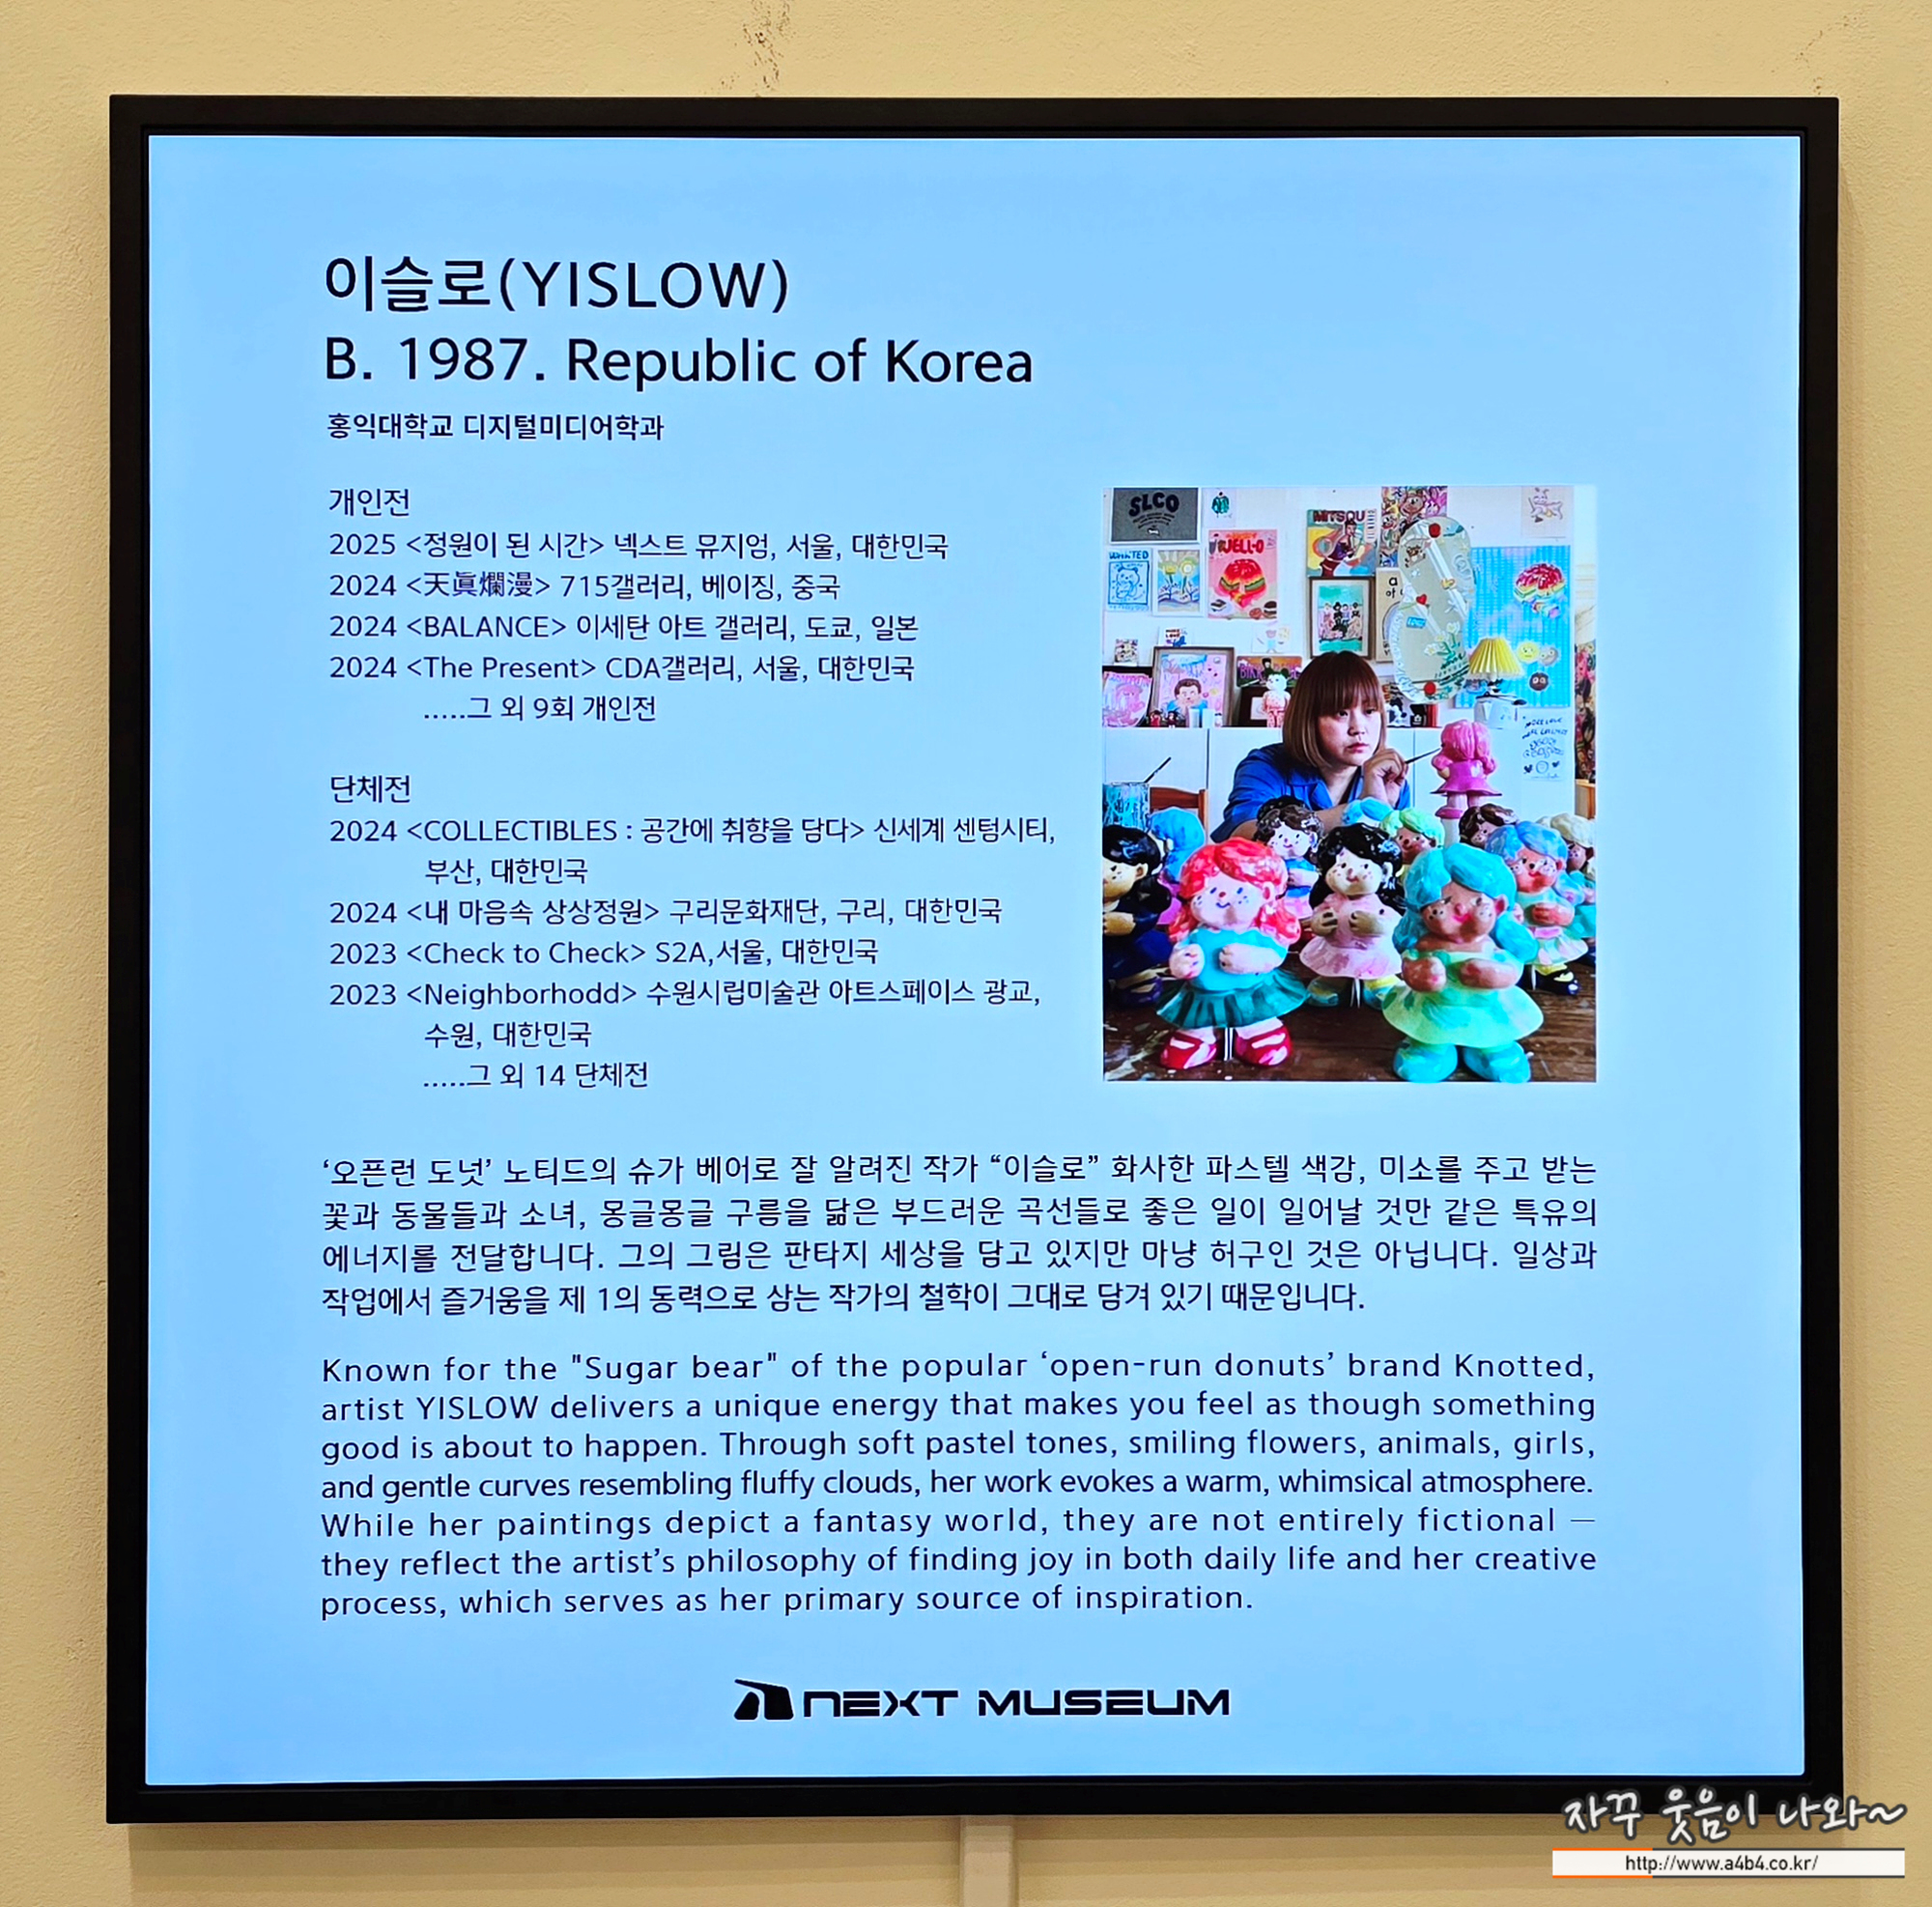 이슬로(YISLOW)
B. 1987. Republic of Korea
홍익대학교 디지털미디어학과
개인전
2025 <정원이 된 시간> 넥스트 뮤지엄, 서울, 대한민국
2024 <天眞爛漫> 715갤러리, 베이징, 중국
2024 <BALANCE> 이세탄 아트 갤러리, 도쿄, 일본
2024 <The Present> CDA갤러리, 서울, 대한민국
.....그 외 9회 개인전
단체전
2024 <COLLECTIBLES : 공간에 취향을 담다> 신세계 센텀시티,
부산, 대한민국
2024 <내 마음속 상상정원> 구리문화재단, 구리, 대한민국
2023 <Check to Check> S2A,서울, 대한민국
2023 <Neighborhodd> 수원시립미술관 아트스페이스 광교,
수원, 대한민국
.....그 외 14 단체전
SLCO
WANTED
JELL-O
MITSOU
‘오픈런 도넛’ 노티드의 슈가 베어로 잘 알려진 작가 “이슬로” 화사한 파스텔 색감, 미소를 주고 받는
꽃과 동물들과 소녀, 몽글몽글 구름을 닮은 부드러운 곡선들로 좋은 일이 일어날 것만 같은 특유의
에너지를 전달합니다. 그의 그림은 판타지 세상을 담고 있지만 마냥 허구인 것은 아닙니다. 일상과
작업에서 즐거움을 제 1의 동력으로 삼는 작가의 철학이 그대로 담겨 있기 때문입니다.
Known for the "Sugar bear" of the popular ‘open-run donuts’ brand Knotted,
artist YISLOW delivers a unique energy that makes you feel as though something
good is about to happen. Through soft pastel tones, smiling flowers, animals, girls,
and gentle curves resembling fluffy clouds, her work evokes a warm, whimsical atmosphere.
While her paintings depict a fantasy world, they are not entirely fictional —
they reflect the artist’s philosophy of finding joy in both daily life and her creative
process, which serves as her primary source of inspiration.
NEXT MUSEUM
자꾸 웃음이 나와~
http://www.a4b4.co.kr/